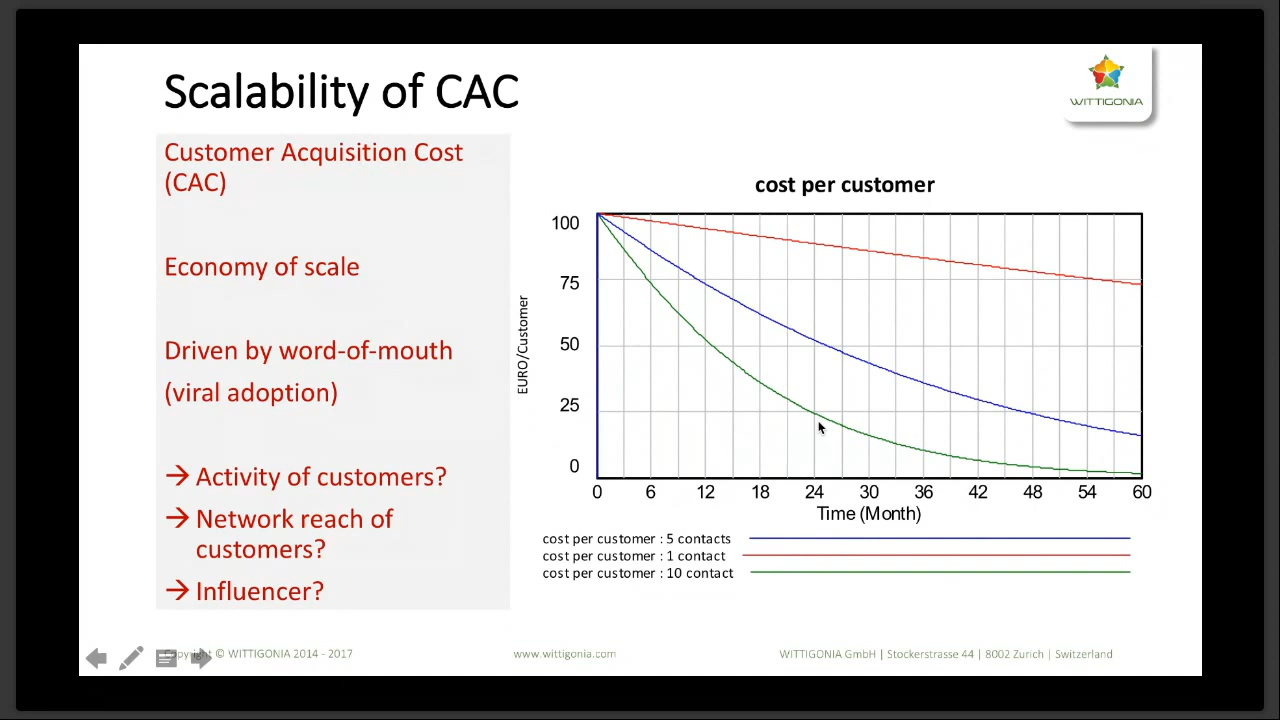 Scalability of CAC
WITTIGONIA
Customer Acquisition Cost
(CAC)
Economy of scale
Driven by word-of-mouth
(viral adoption)
→ Activity of customers?
→ Network reach of
customers?
→ Influencer?
cost per customer
EURO/Customer
100
75
50
25
0
0 6 12 18 24 30 36 42 48 54 60
Time (Month)
cost per customer : 5 contacts
cost per customer : 1 contact
cost per customer : 10 contact
Copyright © WITTIGONIA 2014 - 2017
www.wittigonia.com
WITTIGONIA GmbH | Stockerstrasse 44 | 8002 Zurich | Switzerland